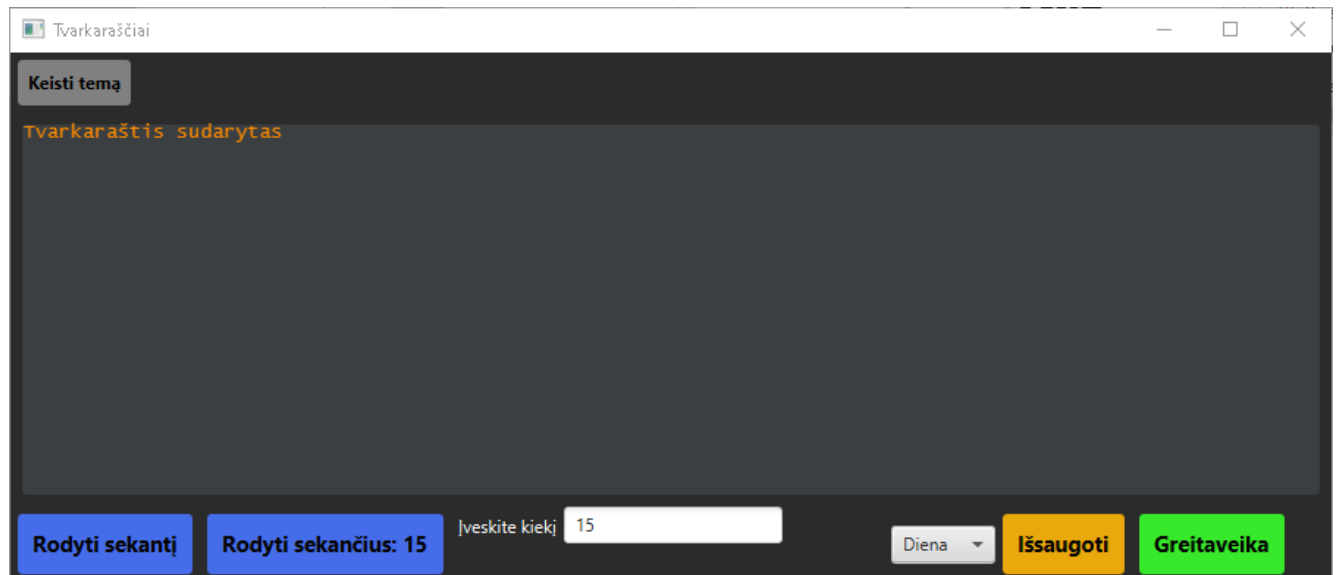 Tvarkaraščiai
Keisti temą
Tvarkaraštis sudarytas
Rodyti sekantį
Rodyti sekančius: 15
Įveskite kiekį
15
Diena
Išsaugoti
Greitaveika